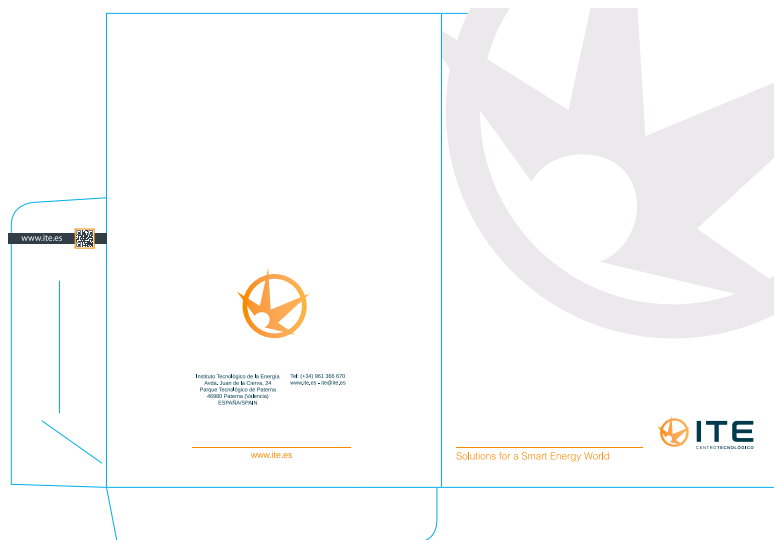 www.ite.es
Instituto Tecnológico de la Energía
Avda. Juan de la Cierva, 24
Parque Tecnológico de Paterna
46980 Paterna (Valencia)
ESPAÑA/SPAIN
Tel: (+34) 961 366 670
www.ite.es - ite@ite.es
www.ite.es
Solutions for a Smart Energy World
ITE
CENTROTECNOLÓGICO